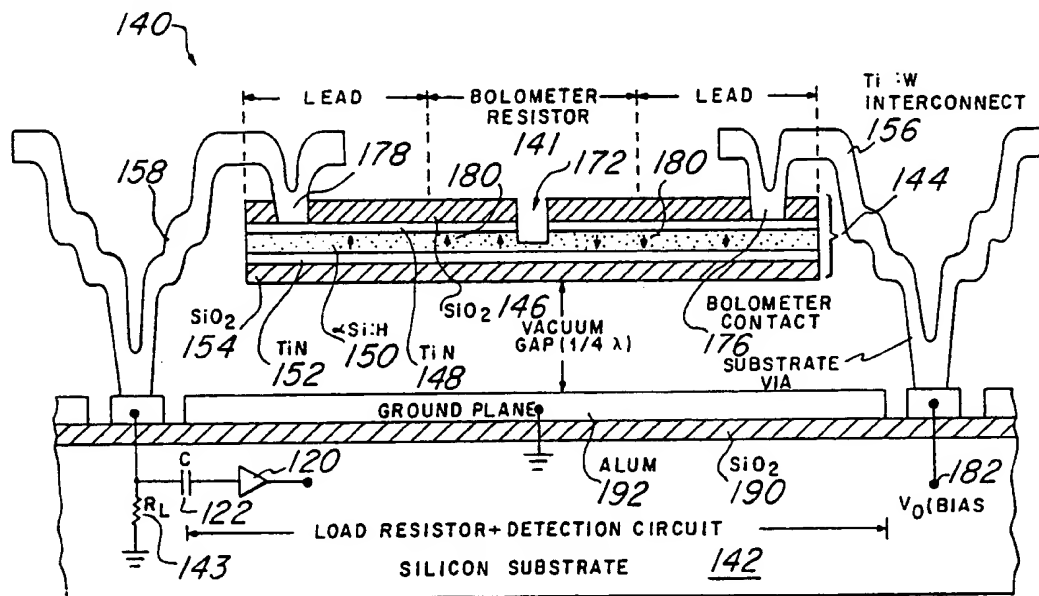 140
LEAD
BOLOMETER
RESISTOR
141
LEAD
Ti :W
INTERCONNECT
156
178
172
158
180
180
144
SiO2
154
αSi:H
150
SiO2 146
TiN
152
TiN
148
VACUUM
GAP (1/4 λ)
BOLOMETER
CONTACT
176
SUBSTRATE
VIA
GROUND PLANE
C
120
122
RL
143
ALUM
192
SiO2
190
182
VO(BIAS
LOAD RESISTOR+DETECTION CIRCUIT
SILICON SUBSTRATE
142